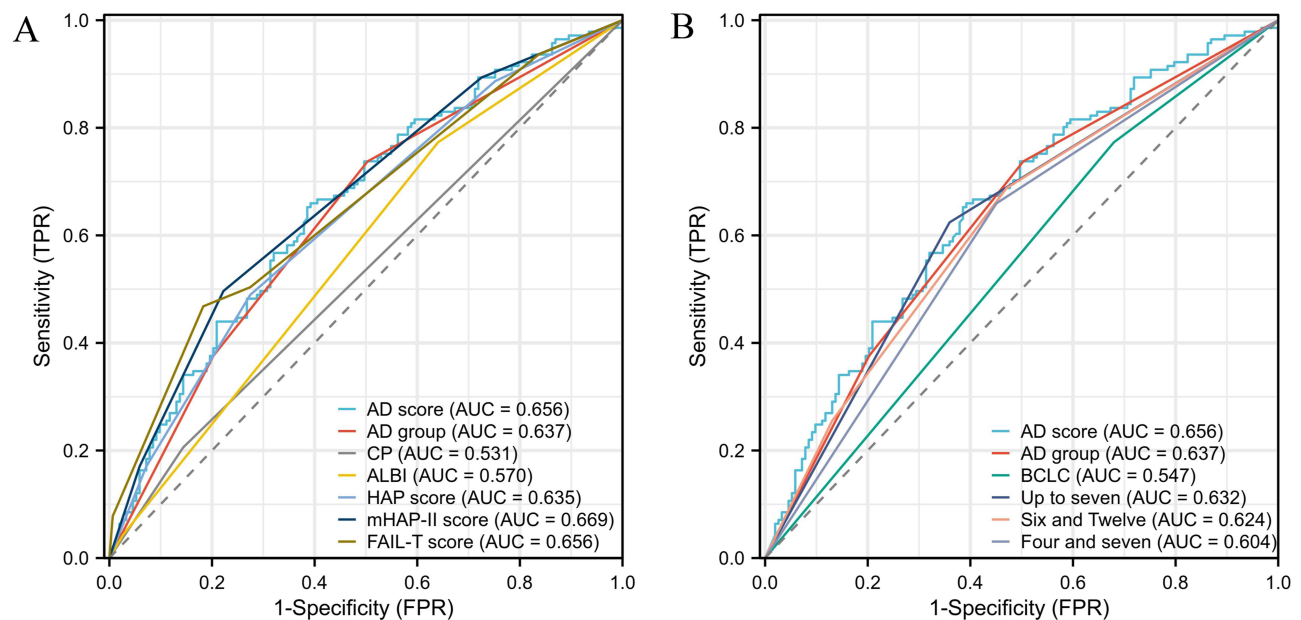 A
Sensitivity (TPR)
1.0
0.8
0.6
0.4
0.2
0.0
AD score (AUC = 0.656)
AD group (AUC = 0.637)
CP (AUC = 0.531)
ALBI (AUC = 0.570)
HAP score (AUC = 0.635)
mHAP-II score (AUC = 0.669)
FAIL-T score (AUC = 0.656)
0.0 0.2 0.4 0.6 0.8 1.0
1-Specificity (FPR)
B
Sensitivity (TPR)
1.0
0.8
0.6
0.4
0.2
0.0
AD score (AUC = 0.656)
AD group (AUC = 0.637)
BCLC (AUC = 0.547)
Up to seven (AUC = 0.632)
Six and Twelve (AUC = 0.624)
Four and seven (AUC = 0.604)
0.0 0.2 0.4 0.6 0.8 1.0
1-Specificity (FPR)